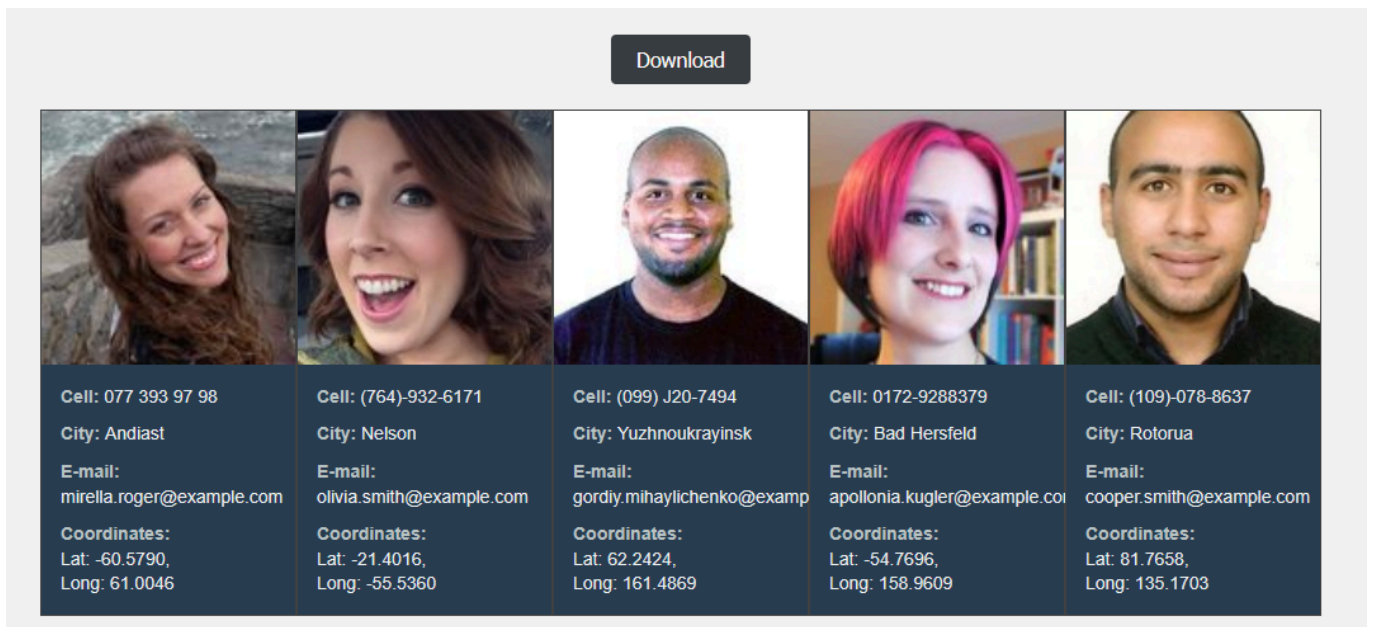 Download
Cell: 077 393 97 98
City: Andiast
E-mail:
mirella.roger@example.com
Coordinates:
Lat: -60.5790,
Long: 61.0046
Cell: (764)-932-6171
City: Nelson
E-mail:
olivia.smith@example.com
Coordinates:
Lat: -21.4016,
Long: -55.5360
Cell: (099) J20-7494
City: Yuzhnoukrayinsk
E-mail:
gordiy.mihaylichenko@examp
Coordinates:
Lat: 62.2424,
Long: 161.4869
Cell: 0172-9288379
City: Bad Hersfeld
E-mail:
apollonia.kugler@example.co
Coordinates:
Lat: -54.7696,
Long: 158.9609
Cell: (109)-078-8637
City: Rotorua
E-mail:
cooper.smith@example.com
Coordinates:
Lat: 81.7658,
Long: 135.1703